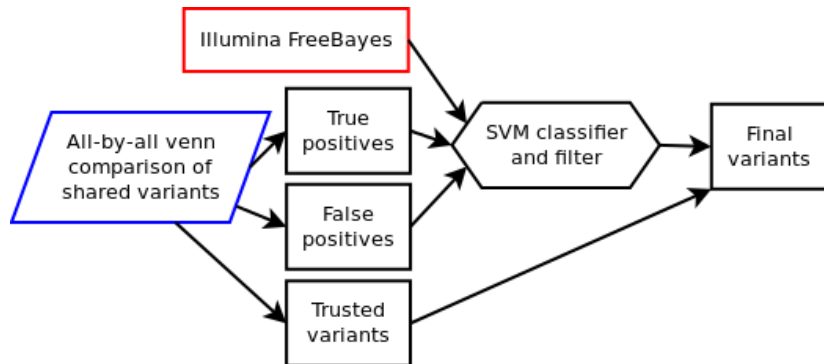 Illumina FreeBayes
All-by-all venn
comparison of
shared variants
True
positives
False
positives
Trusted
variants
SVM classifier
and filter
Final
variants